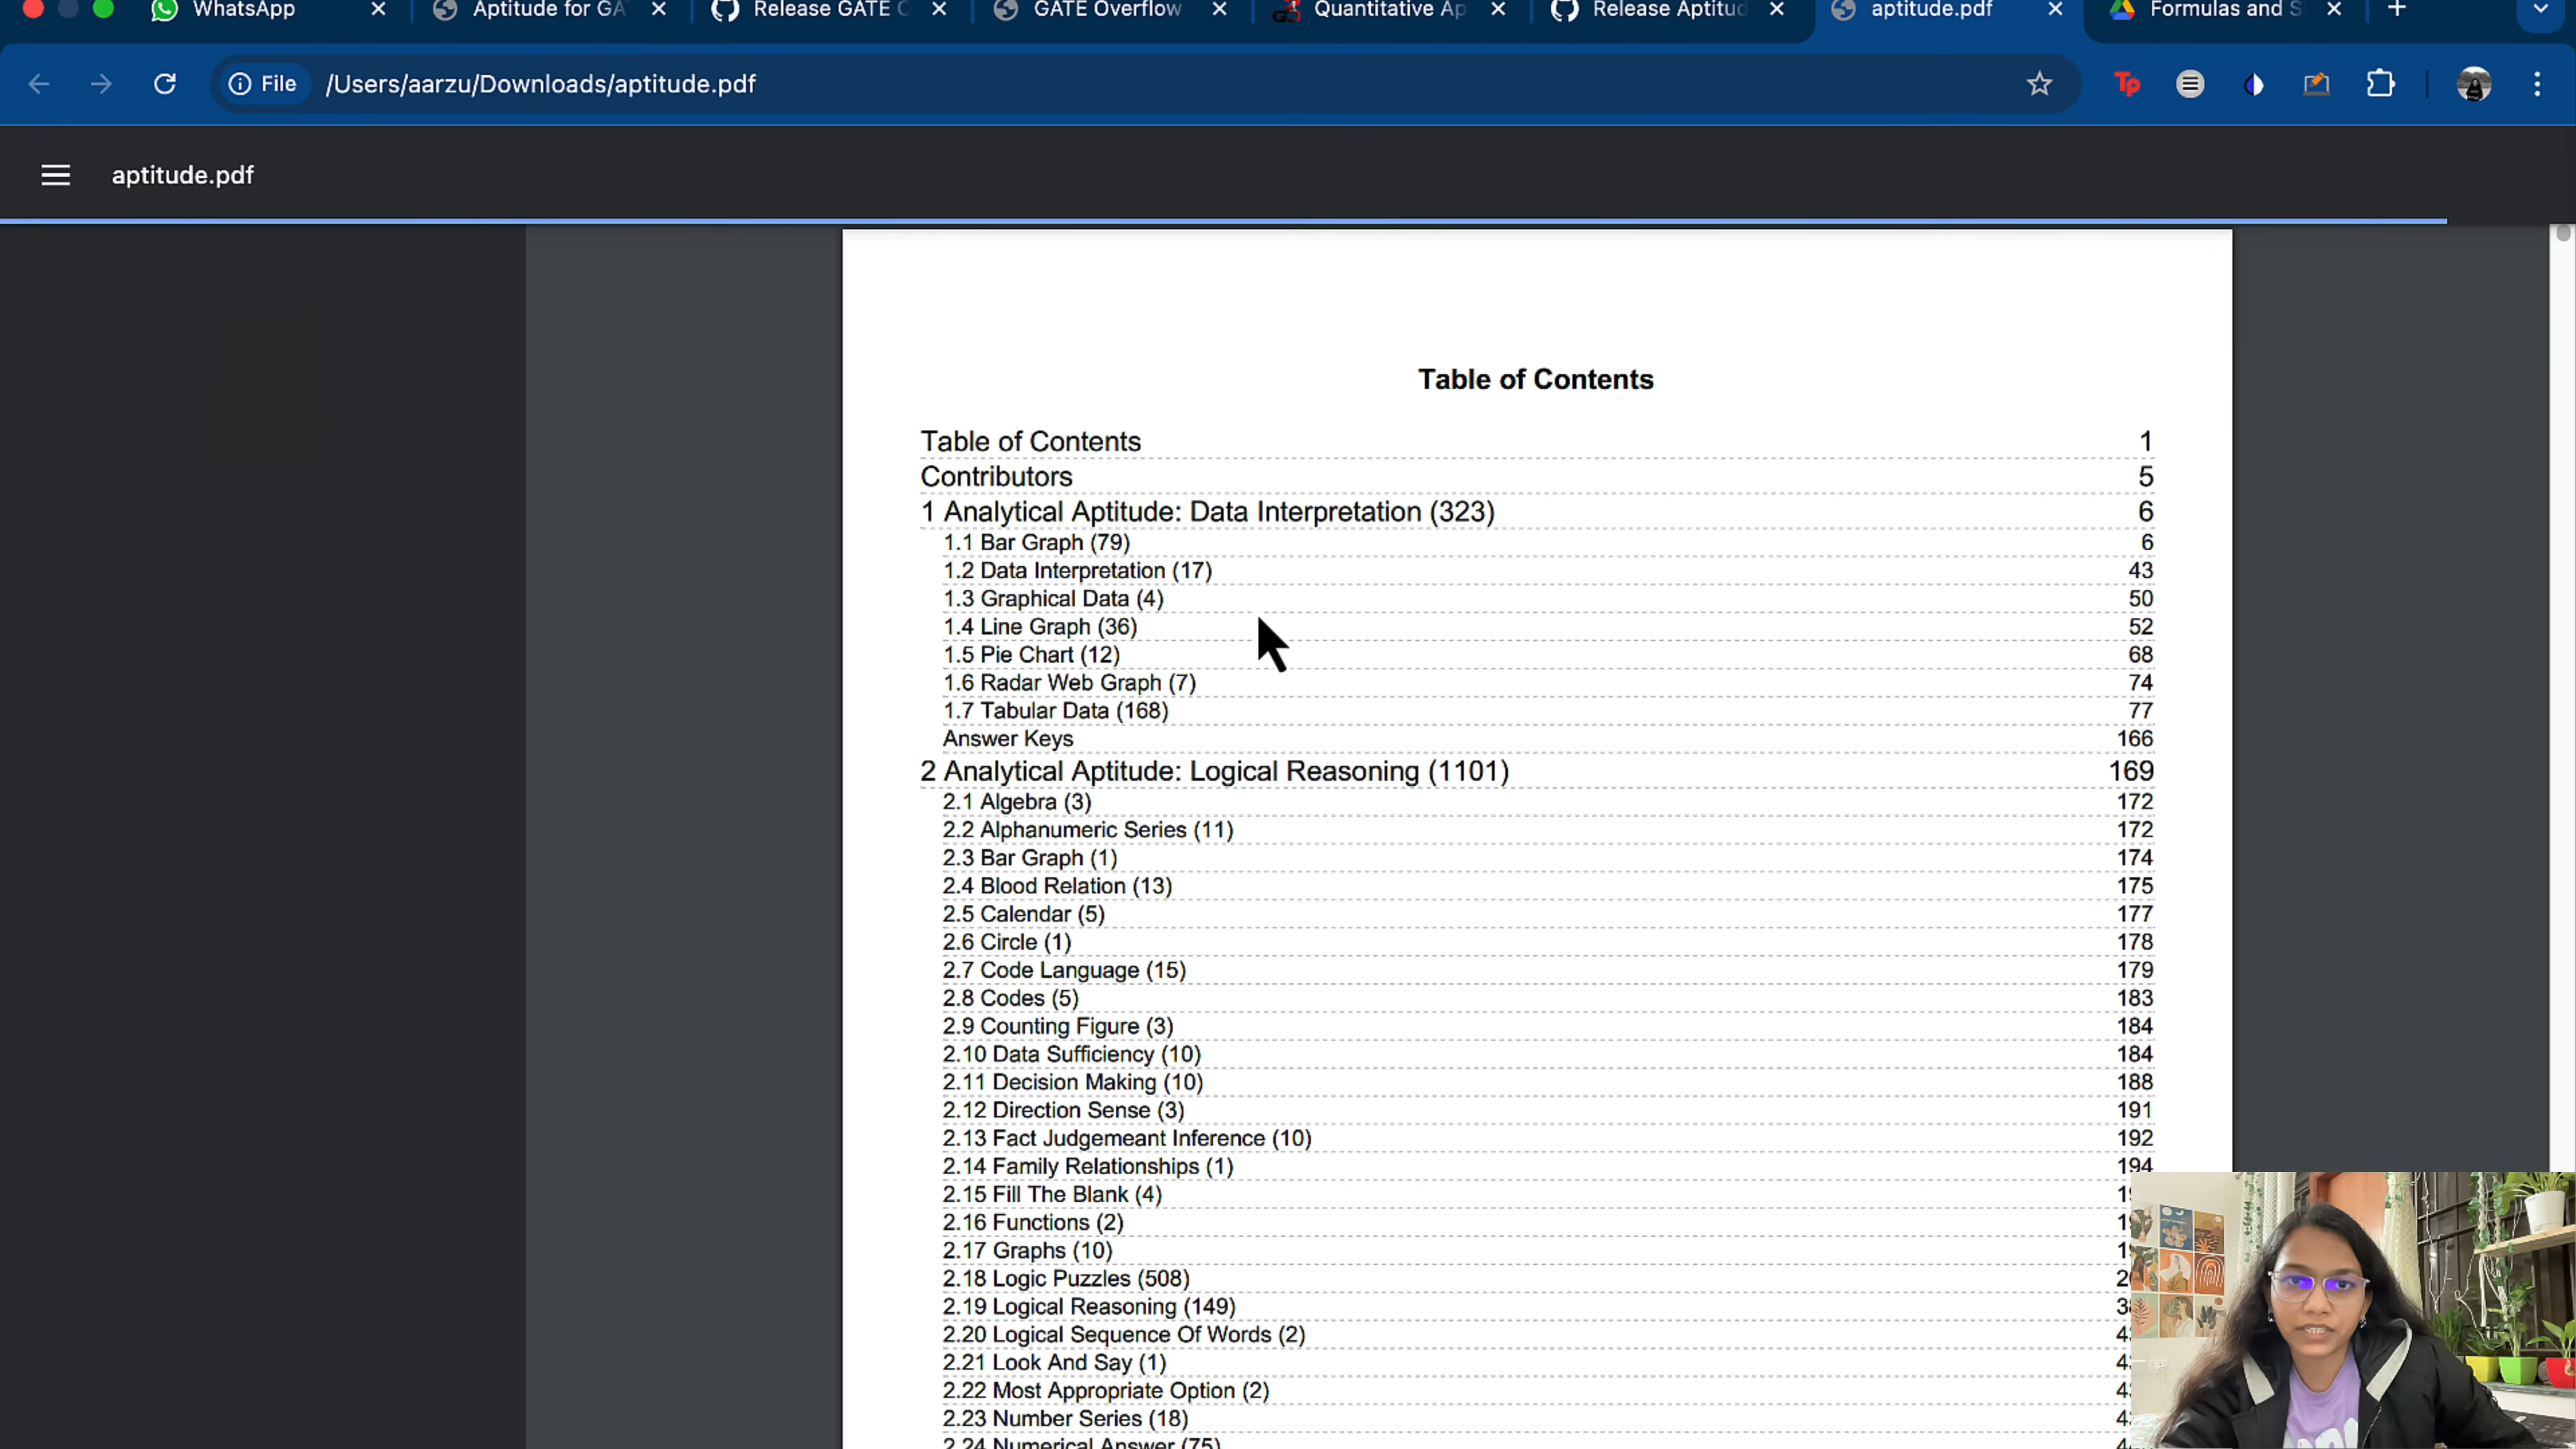 WhatsApp
Aptitude for GA
Release GATE
GATE Overflow
Quantitative Ap
Release Aptitud
aptitude.pdf
Formulas and S
File
/Users/aarzu/Downloads/aptitude.pdf
Tp
aptitude.pdf
Table of Contents
Table of Contents 1
Contributors 5
1 Analytical Aptitude: Data Interpretation (323) 6
1.1 Bar Graph (79) 6
1.2 Data Interpretation (17) 43
1.3 Graphical Data (4) 50
1.4 Line Graph (36) 52
1.5 Pie Chart (12) 68
1.6 Radar Web Graph (7) 74
1.7 Tabular Data (168) 77
Answer Keys 166
2 Analytical Aptitude: Logical Reasoning (1101) 169
2.1 Algebra (3) 172
2.2 Alphanumeric Series (11) 172
2.3 Bar Graph (1) 174
2.4 Blood Relation (13) 175
2.5 Calendar (5) 177
2.6 Circle (1) 178
2.7 Code Language (15) 179
2.8 Codes (5) 183
2.9 Counting Figure (3) 184
2.10 Data Sufficiency (10) 184
2.11 Decision Making (10) 188
2.12 Direction Sense (3) 191
2.13 Fact Judgemeant Inference (10) 192
2.14 Family Relationships (1) 194
2.15 Fill The Blank (4)
2.16 Functions (2)
2.17 Graphs (10)
2.18 Logic Puzzles (508)
2.19 Logical Reasoning (149)
2.20 Logical Sequence Of Words (2)
2.21 Look And Say (1)
2.22 Most Appropriate Option (2)
2.23 Number Series (18)
2.24 Numerical Answer (75)